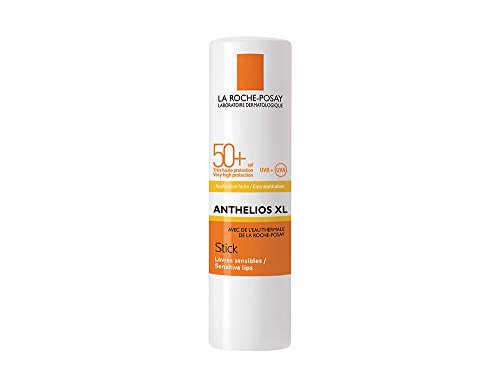 LA ROCHE-POSAY
LABORATOIRE DERMATOLOGIQUE
50+ spf
Très haute protection
Very high protection
UVB + UVA
Application facile / Easy application
ANTHELIOS XL
AVEC DE L'EAU THERMALE
DE LA ROCHE-POSAY
Stick
Lèvres sensibles /
Sensitive lips